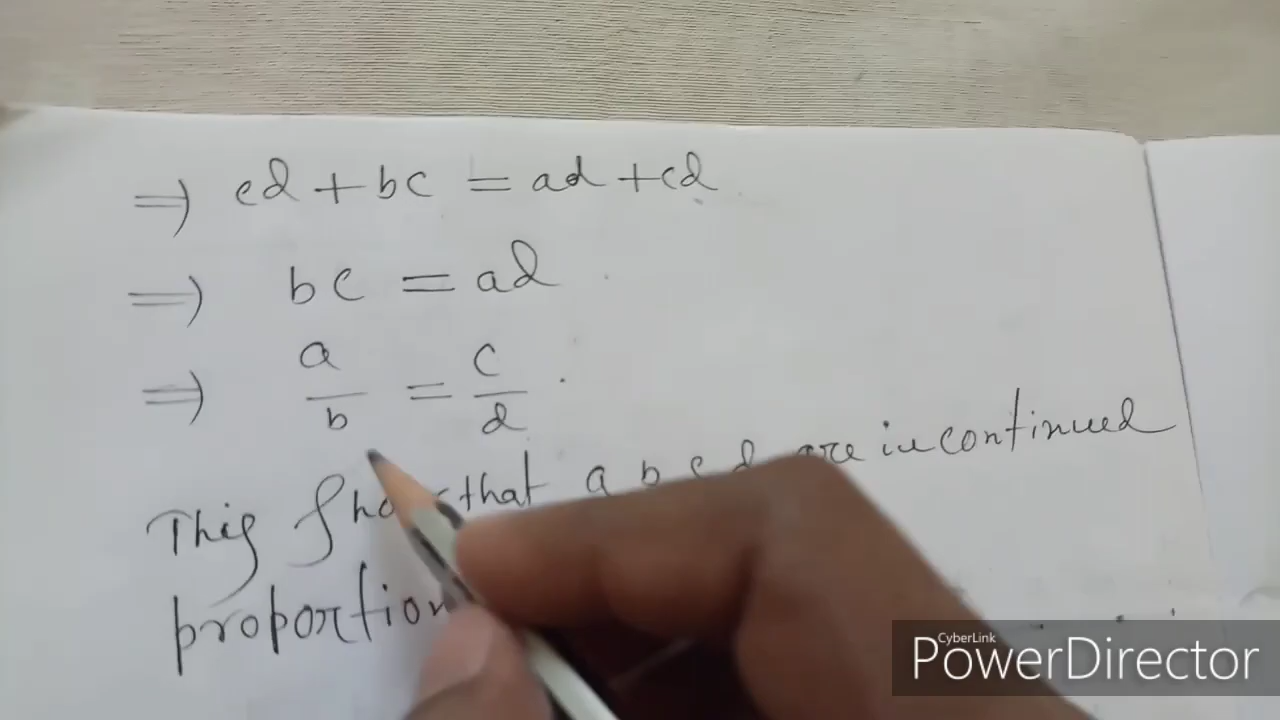 ⇒ cd + bc = ad + cd
⇒ bc = ad
⇒ a/b = c/d .
This that a b c d are in continued
proportion
CyberLink
PowerDirector